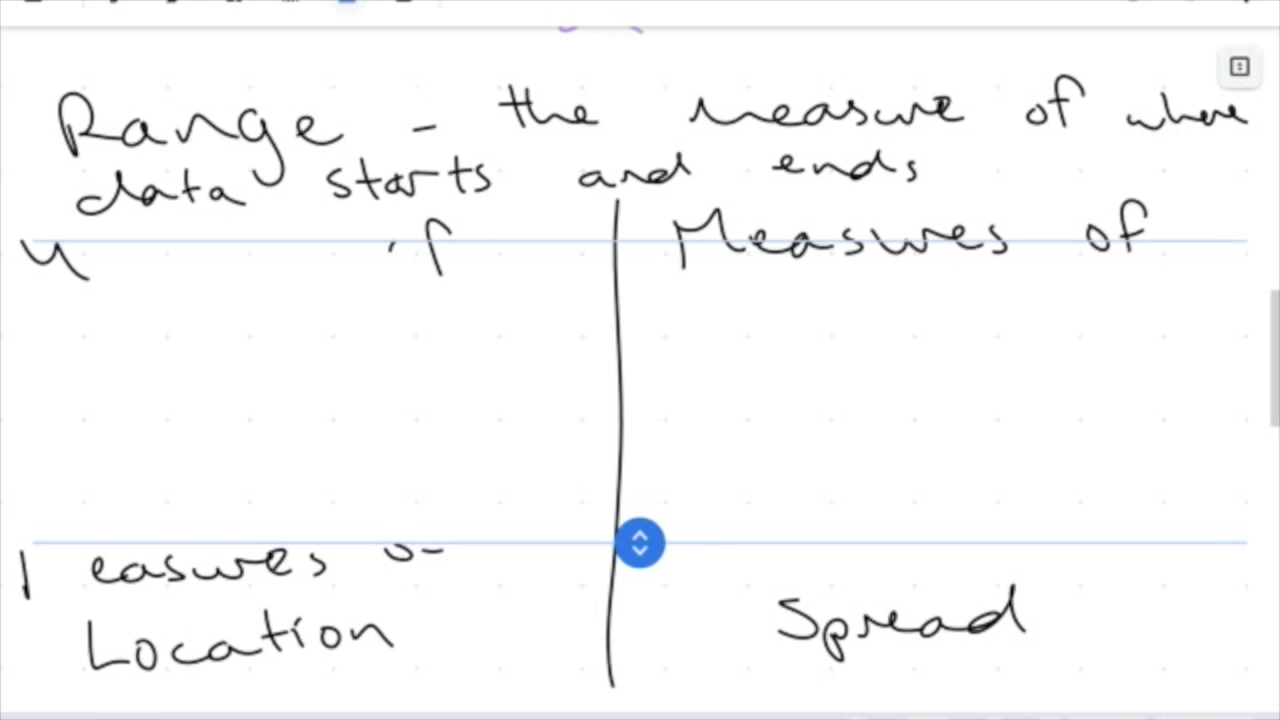 Range - the measure of where
data starts and ends
Measures of
easures
Location
Spread